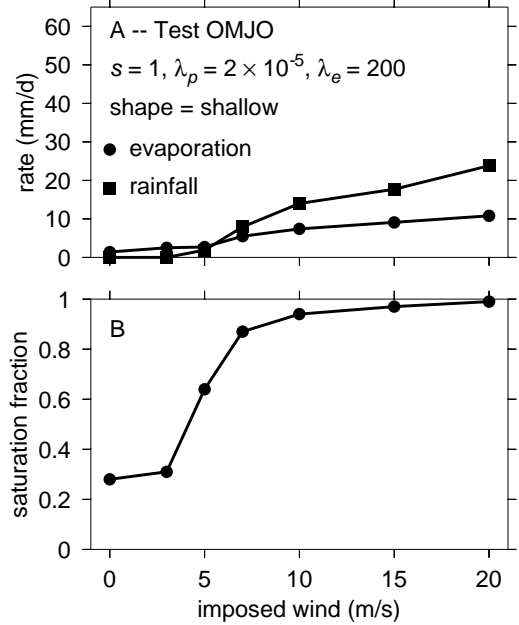 60
50
40
30
20
10
0
rate (mm/d)
A -- Test OMJO
s = 1, λp = 2 × 10-5, λe = 200
shape = shallow
evaporation
rainfall
1
0.8
0.6
0.4
0.2
0
saturation fraction
B
0 5 10 15 20
imposed wind (m/s)